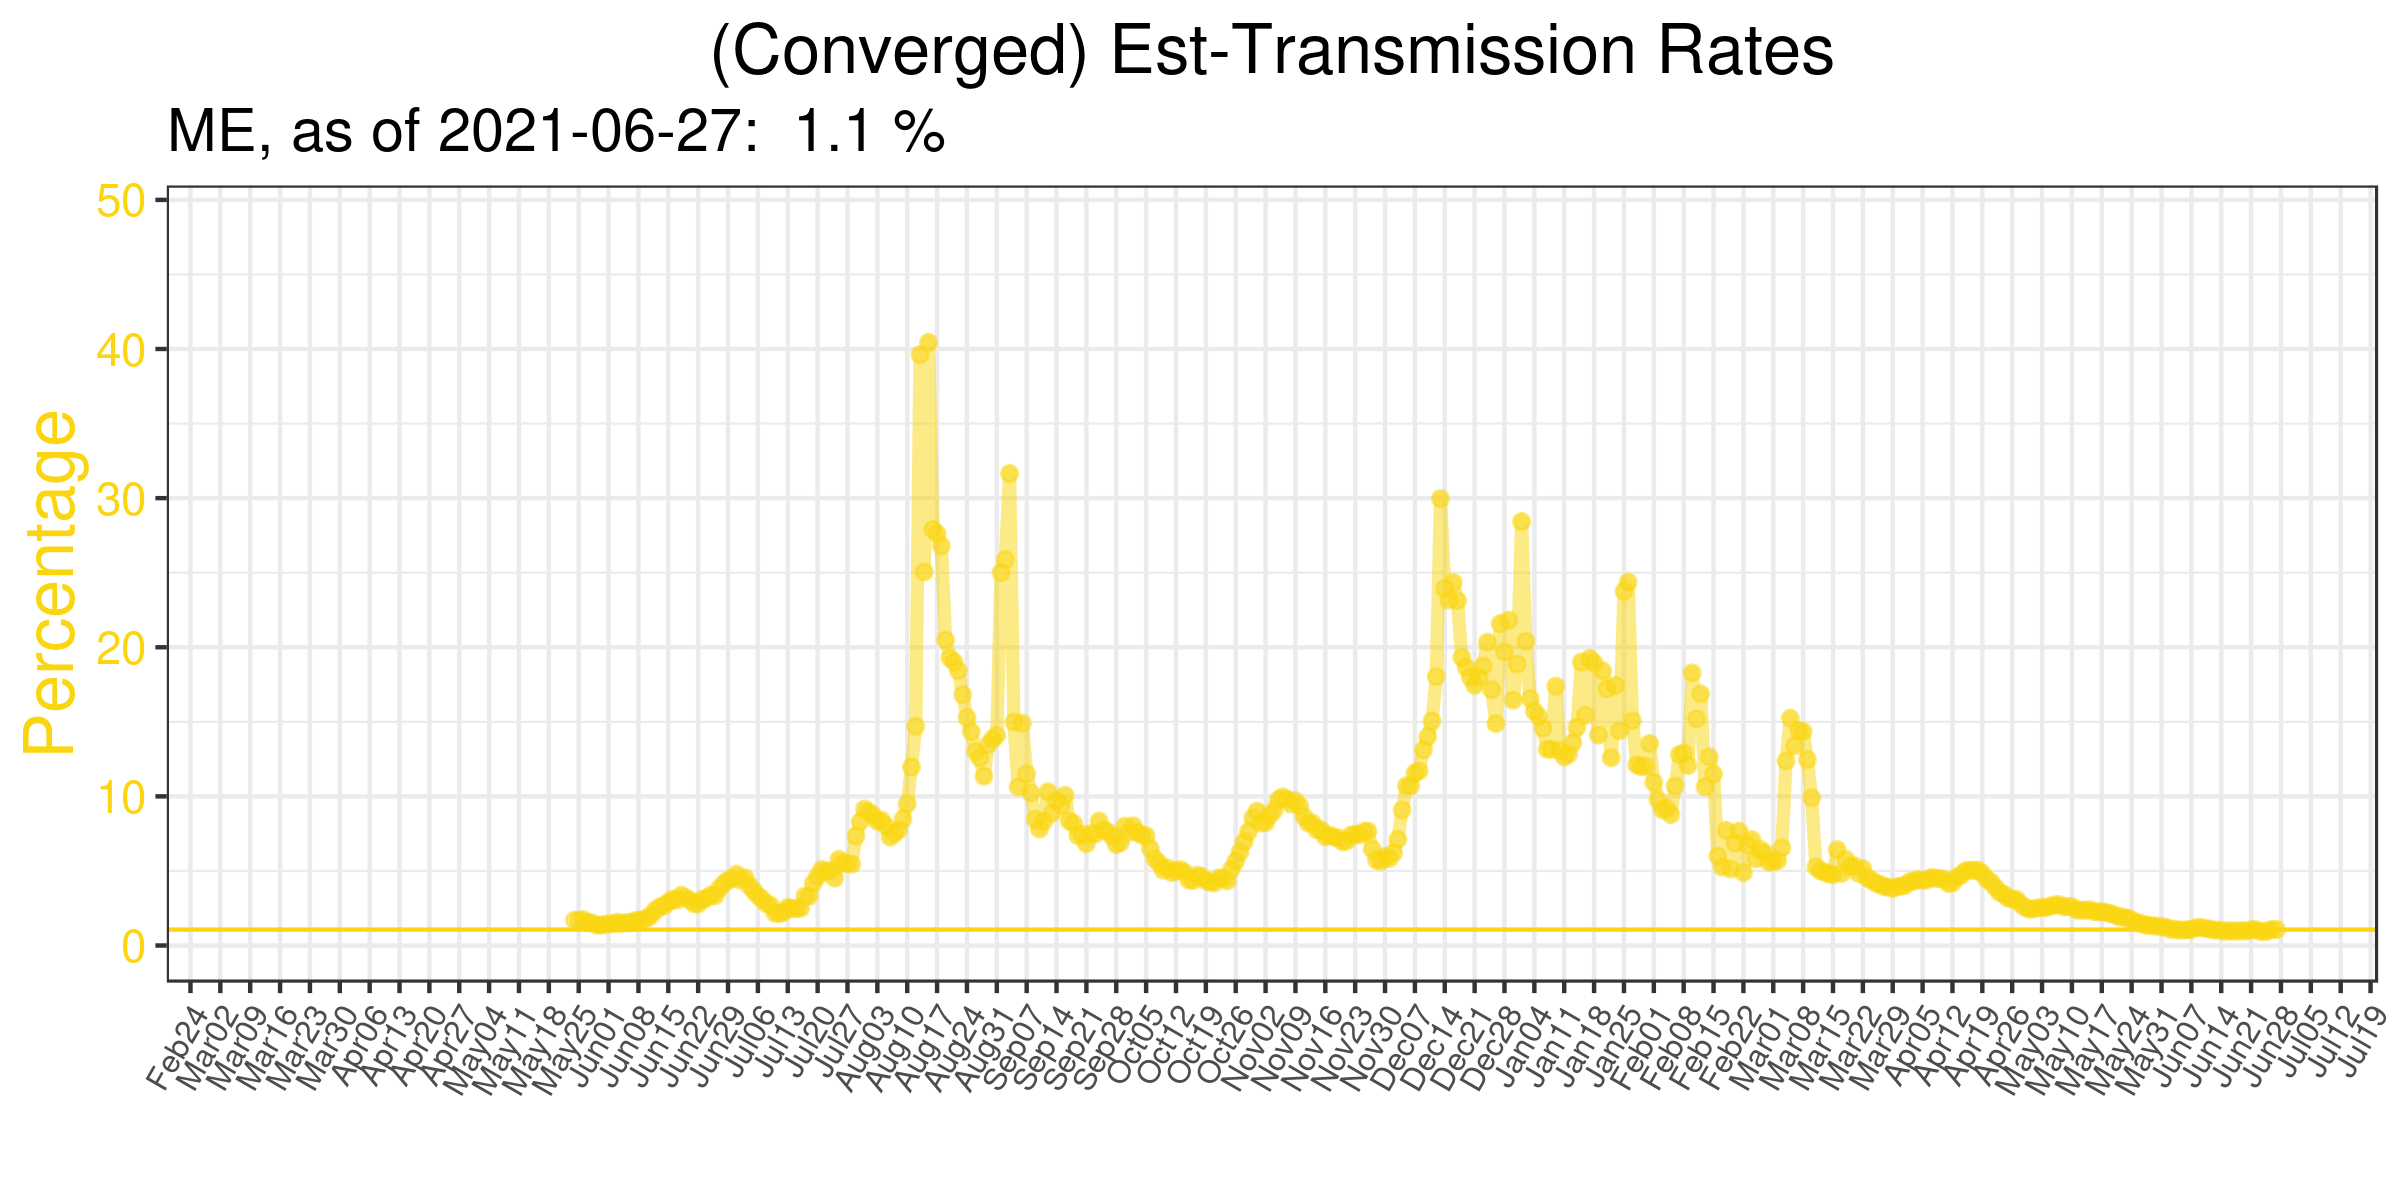 (Converged) Est-Transmission Rates
ME, as of 2021-06-27:  1.1 %
Percentage
50
40
30
20
10
0
Feb24
Mar02
Mar09
Mar16
Mar23
Mar30
Apr06
Apr13
Apr20
Apr27
May04
May11
May18
May25
Jun01
Jun08
Jun15
Jun22
Jun29
Jul06
Jul13
Jul20
Jul27
Aug03
Aug10
Aug17
Aug24
Aug31
Sep07
Sep14
Sep21
Sep28
Oct05
Oct12
Oct19
Oct26
Nov02
Nov09
Nov16
Nov23
Nov30
Dec07
Dec14
Dec21
Dec28
Jan04
Jan11
Jan18
Jan25
Feb01
Feb08
Feb15
Feb22
Mar01
Mar08
Mar15
Mar22
Mar29
Apr05
Apr12
Apr19
Apr26
May03
May10
May17
May24
May31
Jun07
Jun14
Jun21
Jun28
Jul05
Jul12
Jul19